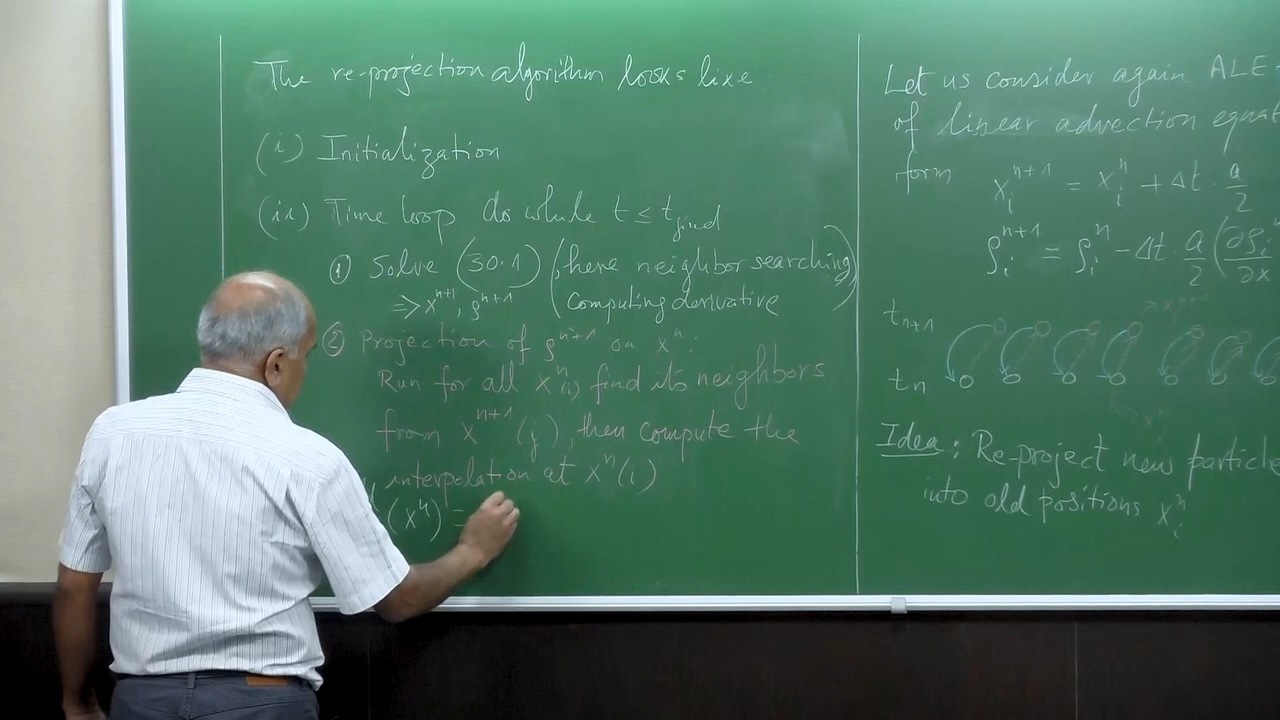 The re-projection algorithm looks like
(i) Initialization
(ii) Time loop do while t ≤ t_final
① Solve (30.1) (here neighbor searching,
⇒ x^{n+1}, ρ^{n+1} computing derivative)
② Projection of ρ^{n+1} on x^n:
Run for all x^n(i), find its neighbors
from x^{n+1}(j), then compute the
interpolation at x^n(i)
(x^n) =
Let us consider again ALE-
of linear advection equat
form x_i^{n+1} = x_i^n + Δt · a/2
ρ_i^{n+1} = ρ_i^n - Δt · a/2 (∂ρ_i/∂x
t_{n+1}
t_n
Idea: Re-project new particle
into old positions x_i^n